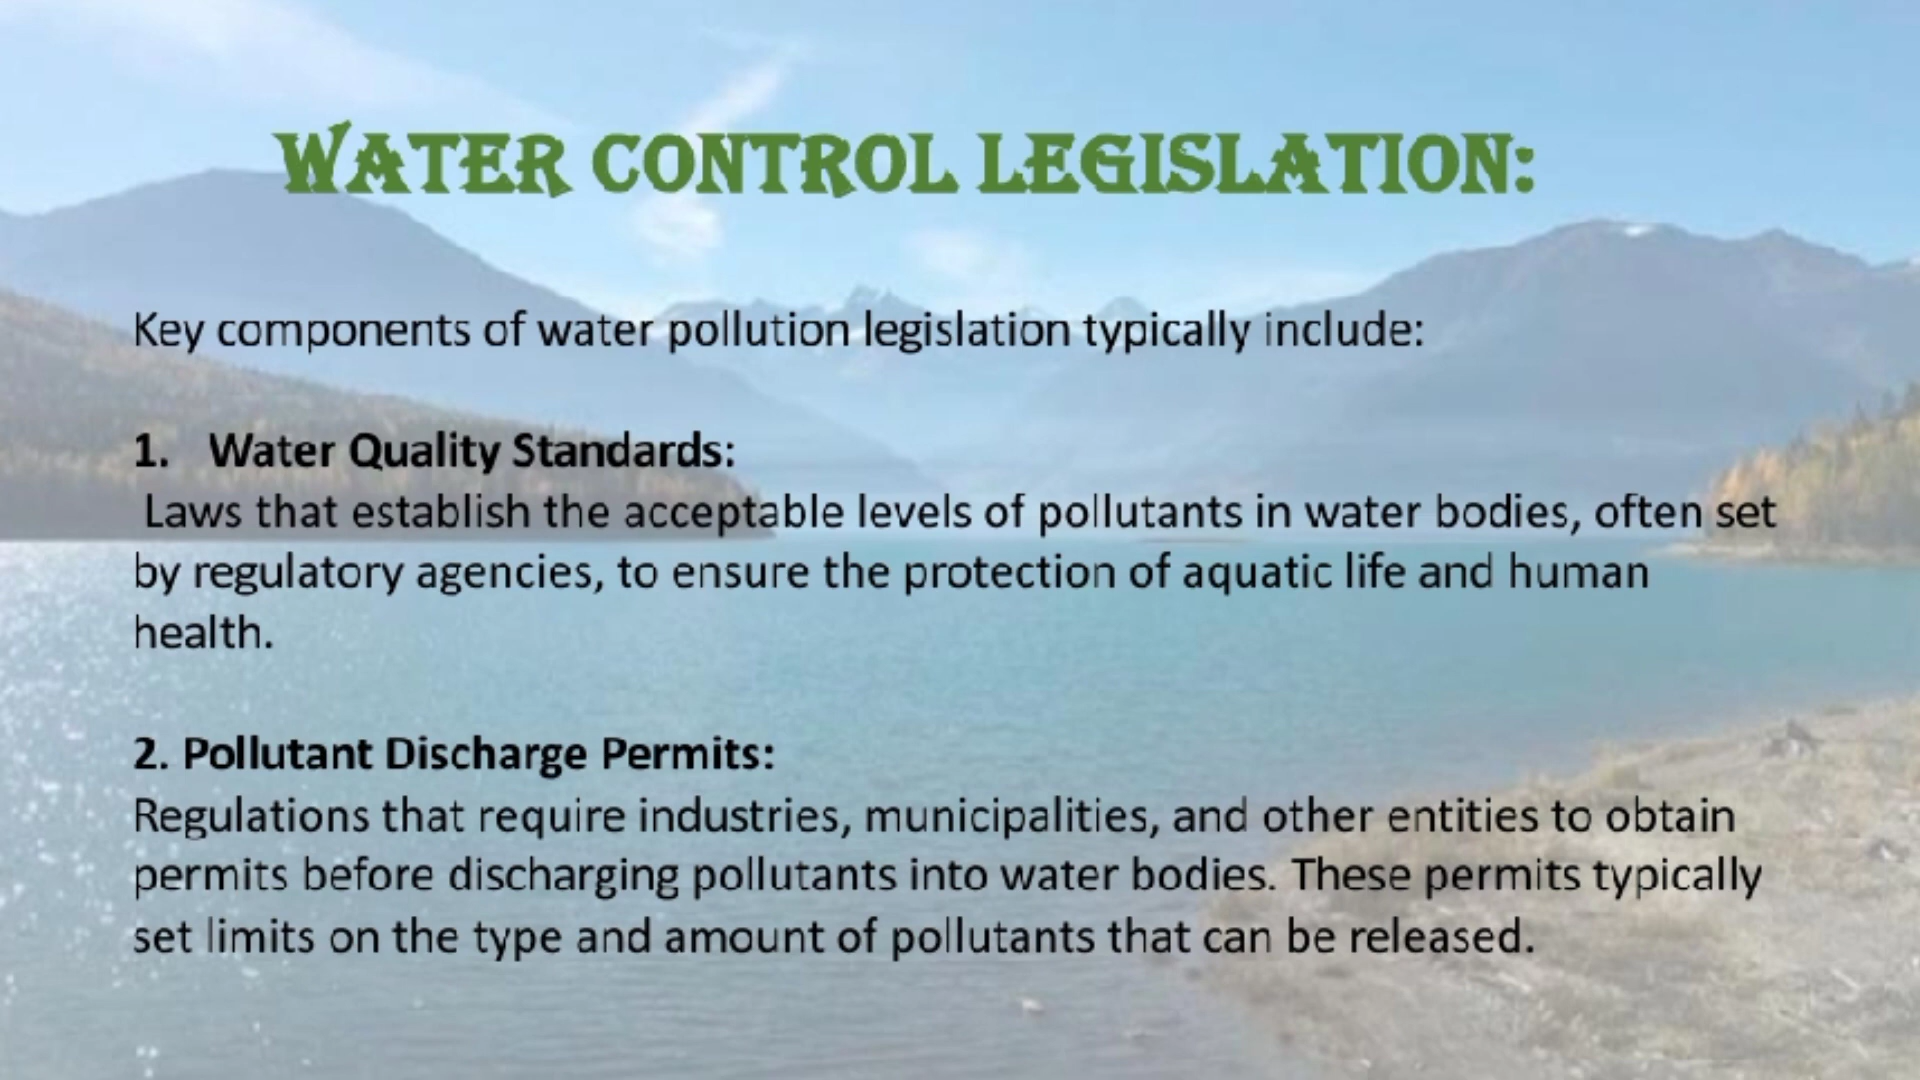 WATER CONTROL LEGISLATION:
Key components of water pollution legislation typically include:
1. Water Quality Standards:
Laws that establish the acceptable levels of pollutants in water bodies, often set
by regulatory agencies, to ensure the protection of aquatic life and human
health.
2. Pollutant Discharge Permits:
Regulations that require industries, municipalities, and other entities to obtain
permits before discharging pollutants into water bodies. These permits typically
set limits on the type and amount of pollutants that can be released.